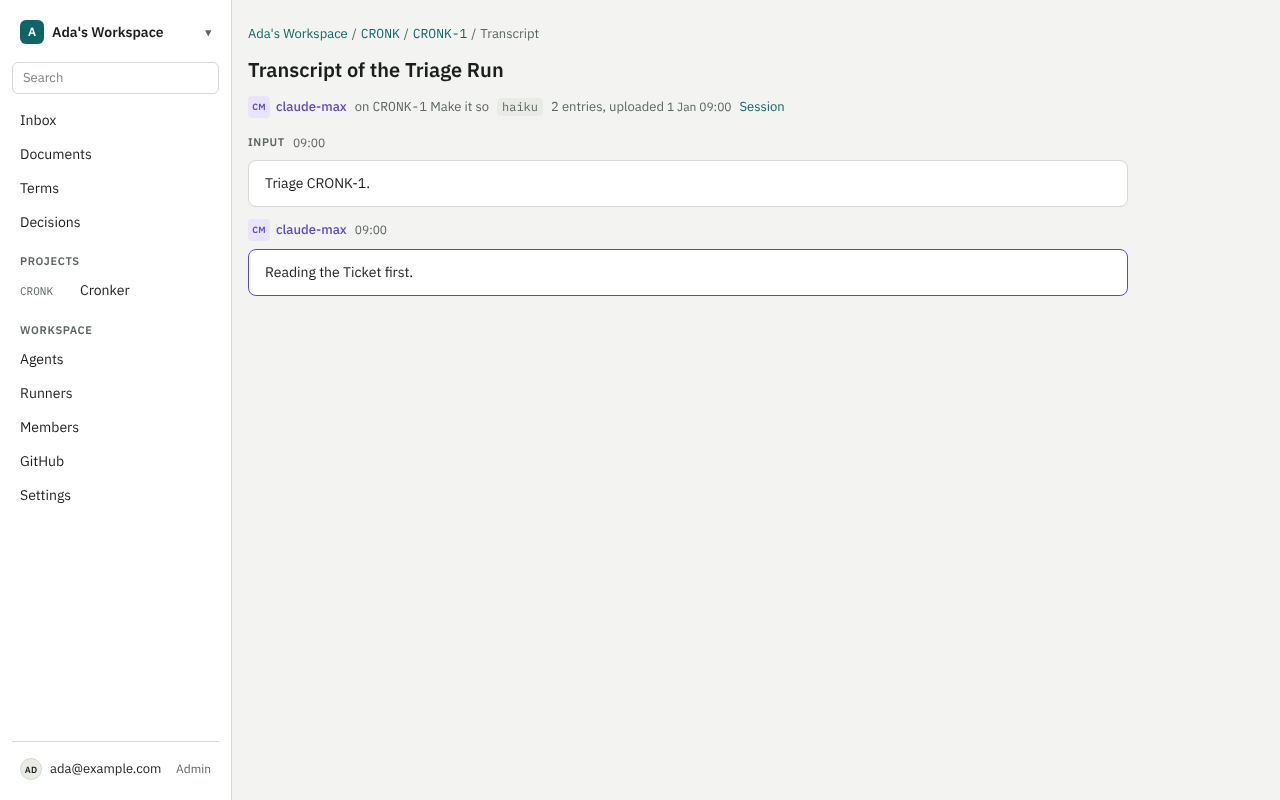 A Ada's Workspace ▾
Search
Inbox
Documents
Terms
Decisions
PROJECTS
CRONK Cronker
WORKSPACE
Agents
Runners
Members
GitHub
Settings
AD ada@example.com Admin
Ada's Workspace / CRONK / CRONK-1 / Transcript
Transcript of the Triage Run
CM claude-max on CRONK-1 Make it so haiku 2 entries, uploaded 1 Jan 09:00 Session
INPUT 09:00
Triage CRONK-1.
CM claude-max 09:00
Reading the Ticket first.